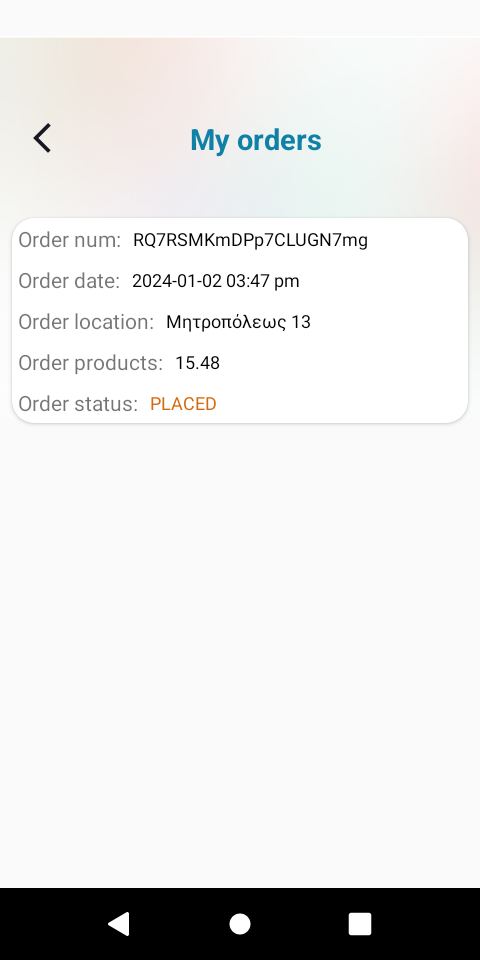 My orders
Order num: RQ7RSMKmDPp7CLUGN7mg
Order date: 2024-01-02 03:47 pm
Order location: Μητροπόλεως 13
Order products: 15.48
Order status: PLACED